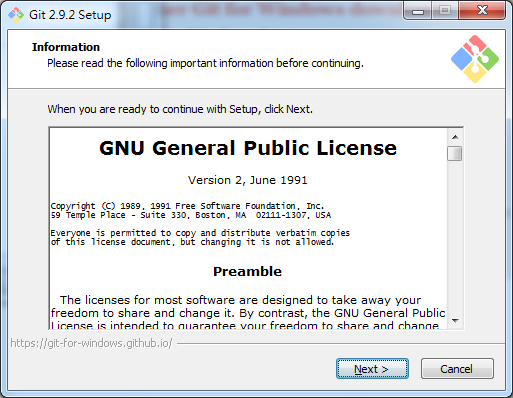 Git 2.9.2 Setup
Information
Please read the following important information before continuing.
When you are ready to continue with Setup, click Next.
GNU General Public License
Version 2, June 1991
Copyright (C) 1989, 1991 Free Software Foundation, Inc.
59 Temple Place - Suite 330, Boston, MA  02111-1307, USA
Everyone is permitted to copy and distribute verbatim copies
of this license document, but changing it is not allowed.
Preamble
The licenses for most software are designed to take away your
freedom to share and change it. By contrast, the GNU General Public
License is intended to guarantee your freedom to share and change
https://git-for-windows.github.io/
Next >
Cancel